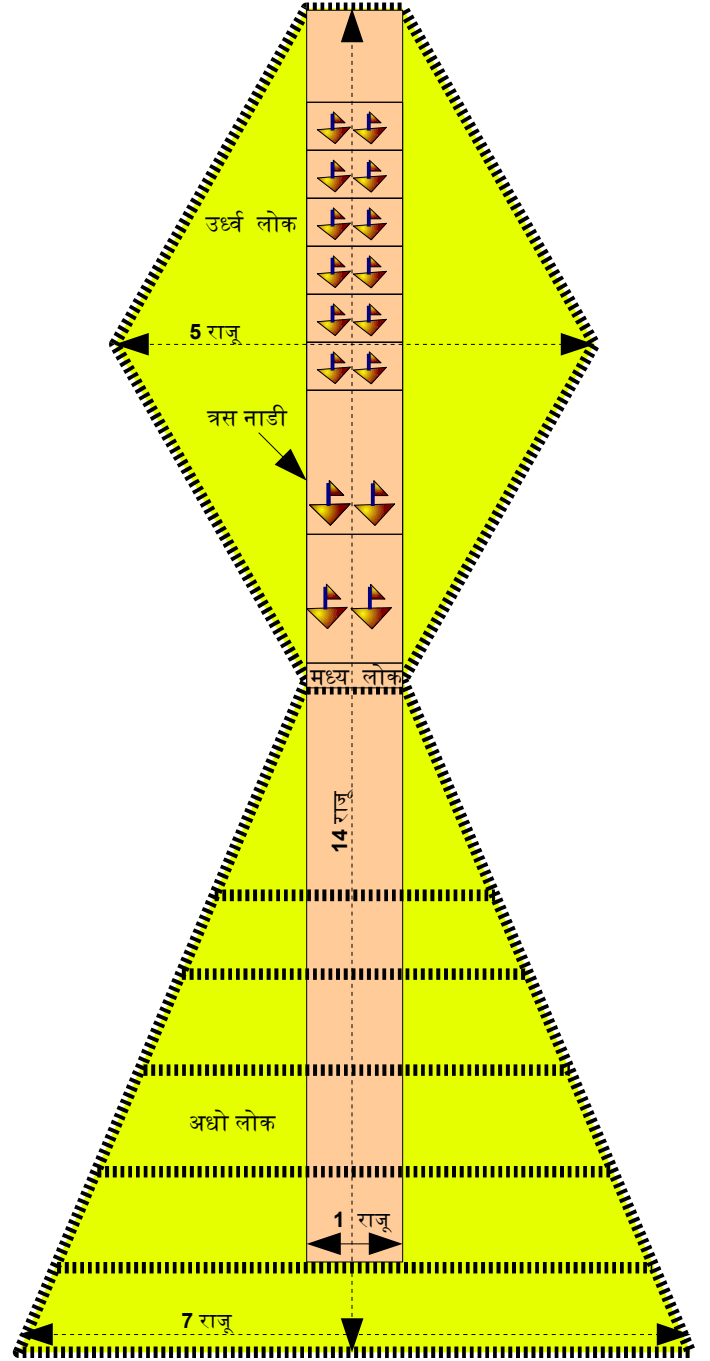 उर्ध्व लोक
5 राजू
त्रस नाडी
मध्य लोक
14 राजू
अधो लोक
1 राजू
7 राजू